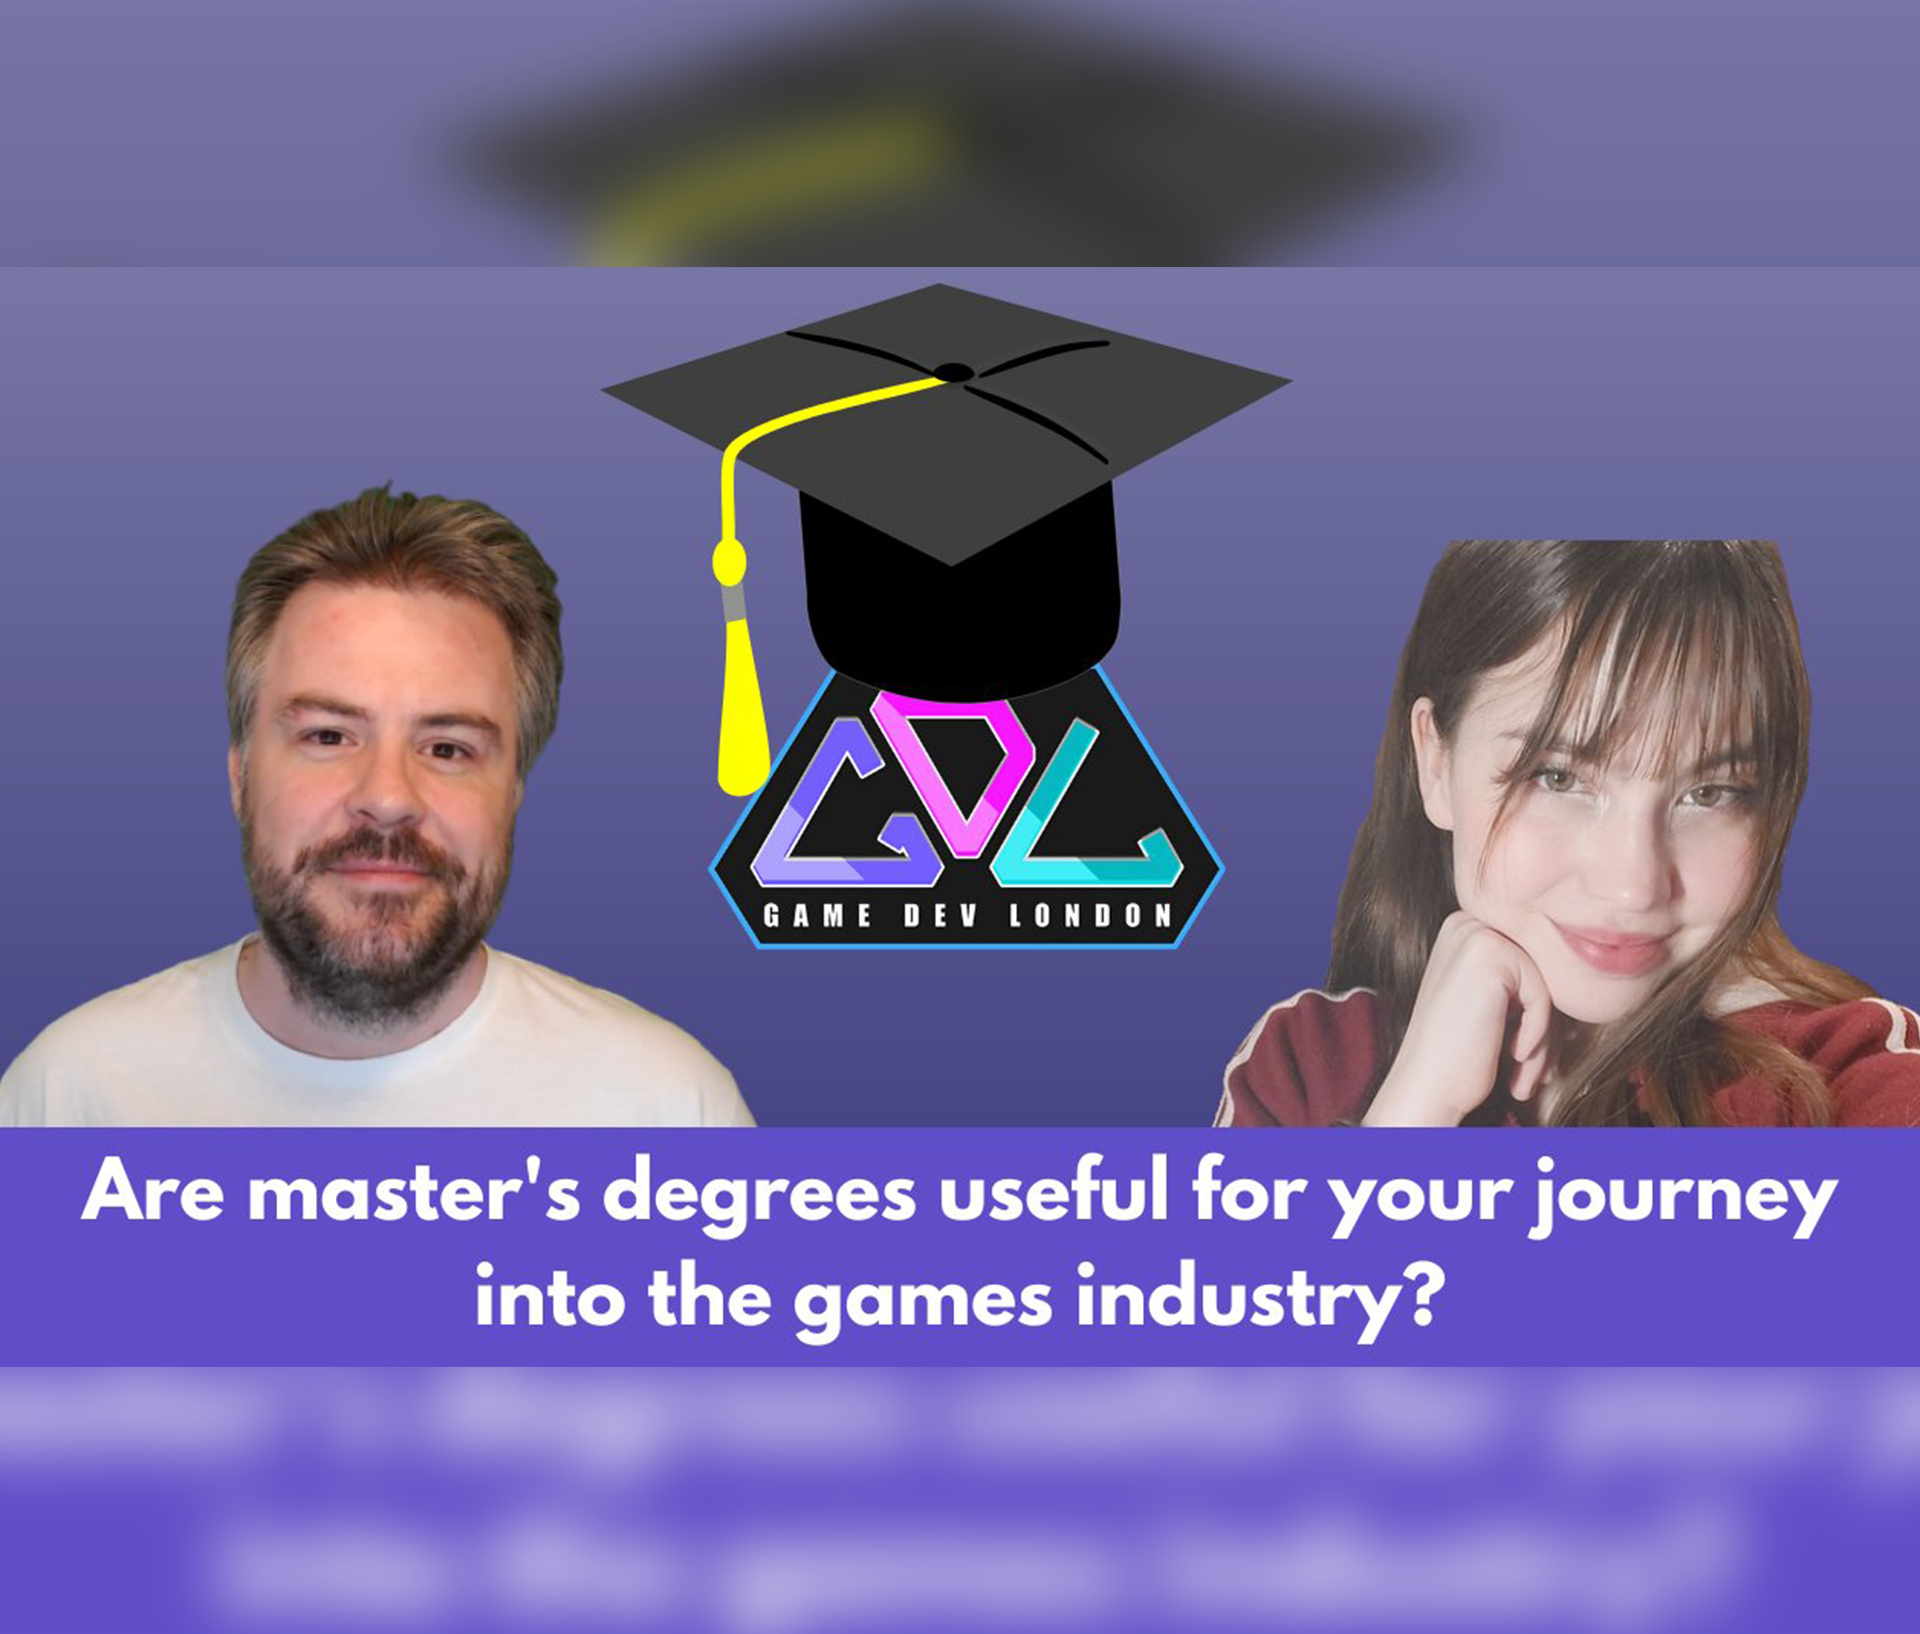 GDL
GAME DEV LONDON
Are master's degrees useful for your journey
into the games industry?